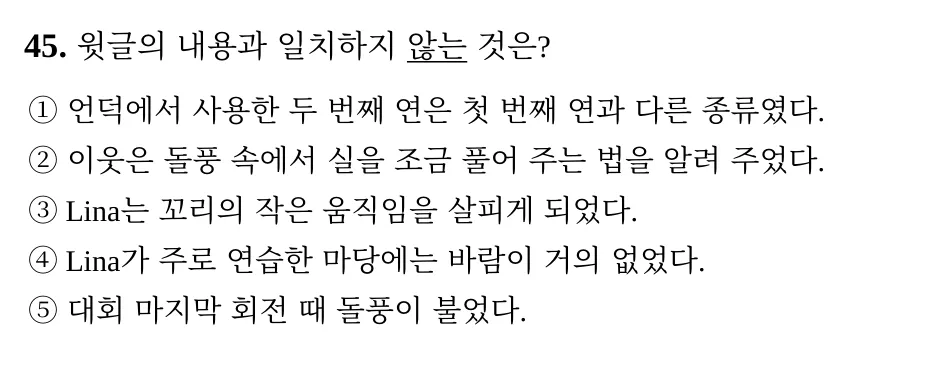 45. 윗글의 내용과 일치하지 않는 것은?
① 언덕에서 사용한 두 번째 연은 첫 번째 연과 다른 종류였다.
② 이웃은 돌풍 속에서 실을 조금 풀어 주는 법을 알려 주었다.
③ Lina는 꼬리의 작은 움직임을 살피게 되었다.
④ Lina가 주로 연습한 마당에는 바람이 거의 없었다.
⑤ 대회 마지막 회전 때 돌풍이 불었다.